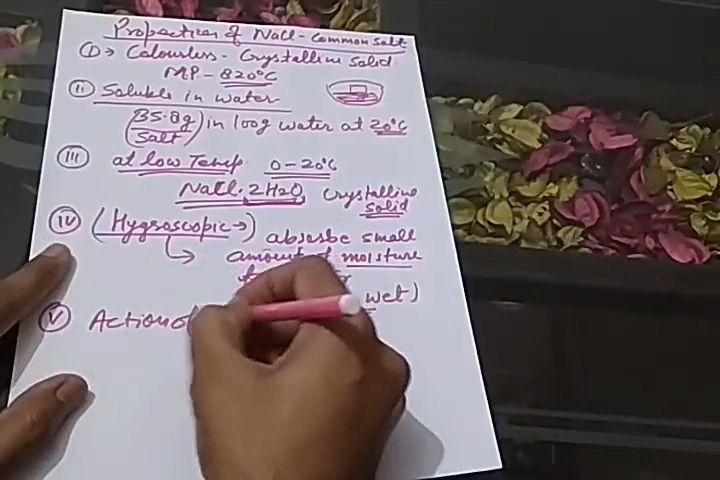 Properties of NaCl - Common Salt
(I) → Colourless - Crystalline solid
MP - 820°C
(II) Soluble in water
(35.8g salt) in 100g water at 20°C
(III) at low Temp. 0 - 20°C
NaCl. 2H2O Crystalline solid
(IV) (Hygroscopic →) absorbe small
amount of moisture
wet)
(V) Action of